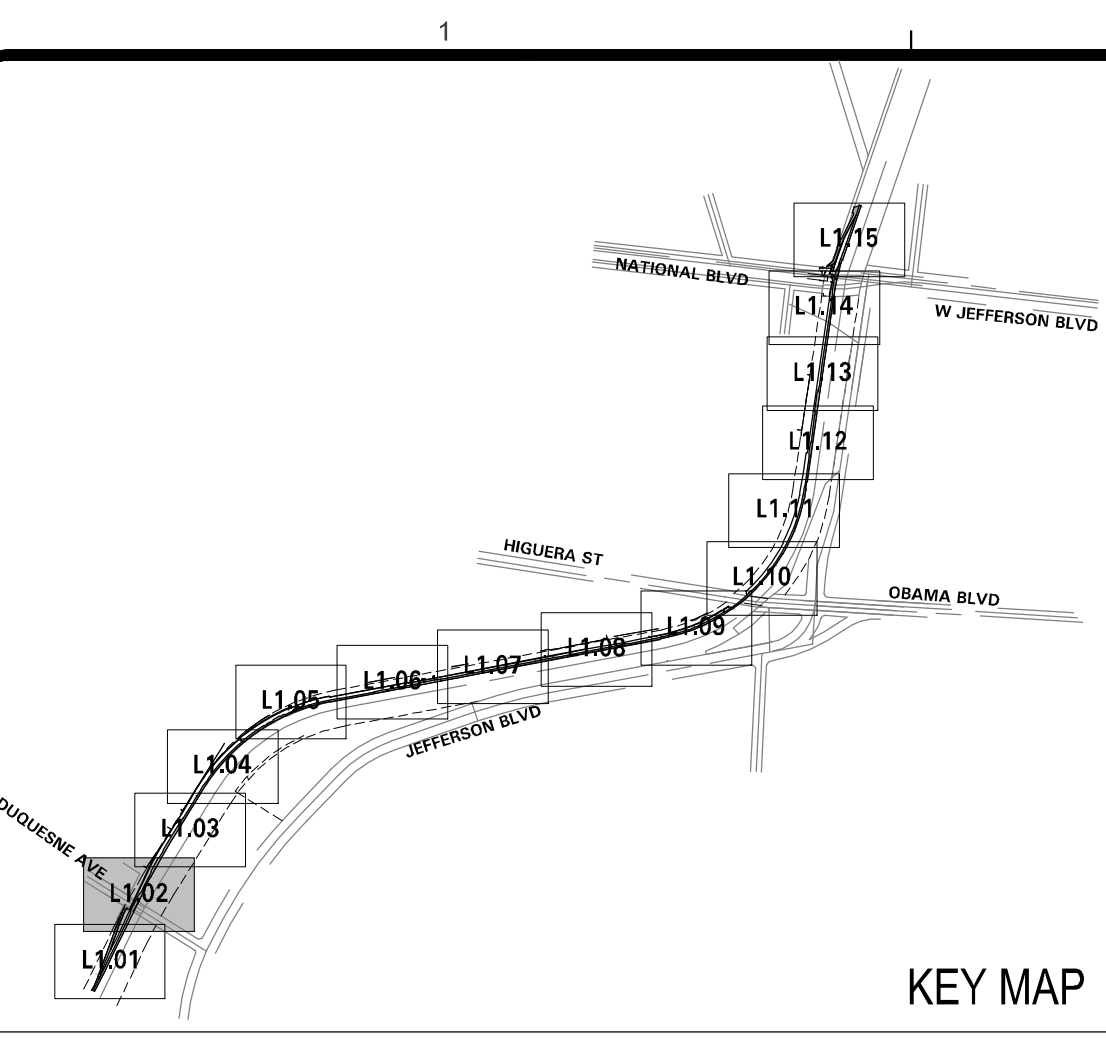 1
L1.15
NATIONAL BLVD
L1.14
W JEFFERSON BLVD
L1.13
L1.12
L1.11
HIGUERA ST
L1.10
OBAMA BLVD
L1.09
L1.08
L1.07
L1.06
L1.05
JEFFERSON BLVD
L1.04
L1.03
DUQUESNE AVE
L1.02
L1.01
KEY MAP